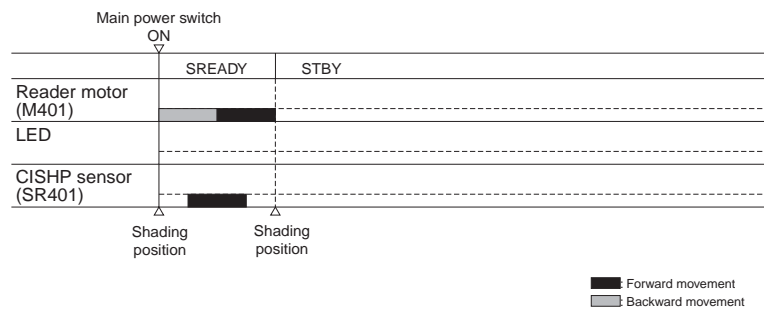 Main power switch
ON
SREADY STBY
Reader motor
(M401)
LED
CISHP sensor
(SR401)
Shading
position
Shading
position
: Forward movement
: Backward movement